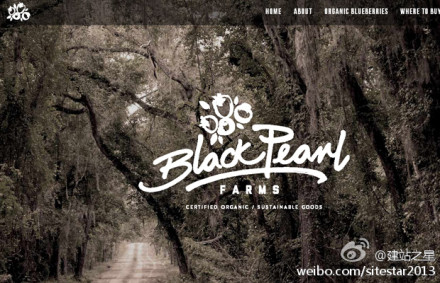 HOME ABOUT ORGANIC BLUEBERRIES WHERE TO BUY
Black Pearl
FARMS
CERTIFIED ORGANIC / SUSTAINABLE GOODS
@建站之星
weibo.com/sitestar2013